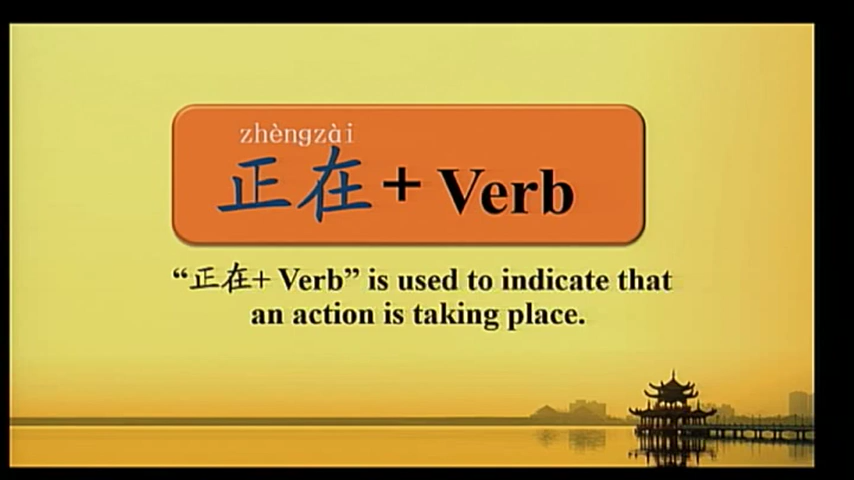 zhèngzài
正在 + Verb
“正在+ Verb” is used to indicate that
an action is taking place.